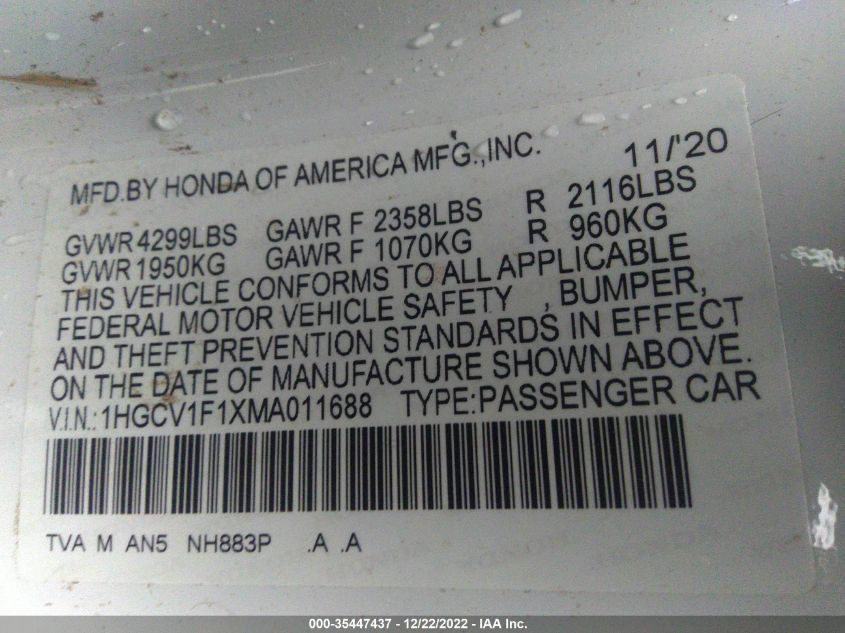 MFD.BY HONDA OF AMERICA MFG.,INC. 11/'20
GVWR 4299LBS GAWR F 2358LBS R 2116LBS
GVWR 1950KG GAWR F 1070KG R 960KG
THIS VEHICLE CONFORMS TO ALL APPLICABLE
FEDERAL MOTOR VEHICLE SAFETY , BUMPER,
AND THEFT PREVENTION STANDARDS IN EFFECT
ON THE DATE OF MANUFACTURE SHOWN ABOVE.
V.I.N.:1HGCV1F1XMA011688 TYPE:PASSENGER CAR
TVA M AN5 NH883P .A .A
000-35447437 - 12/22/2022 - IAA Inc.